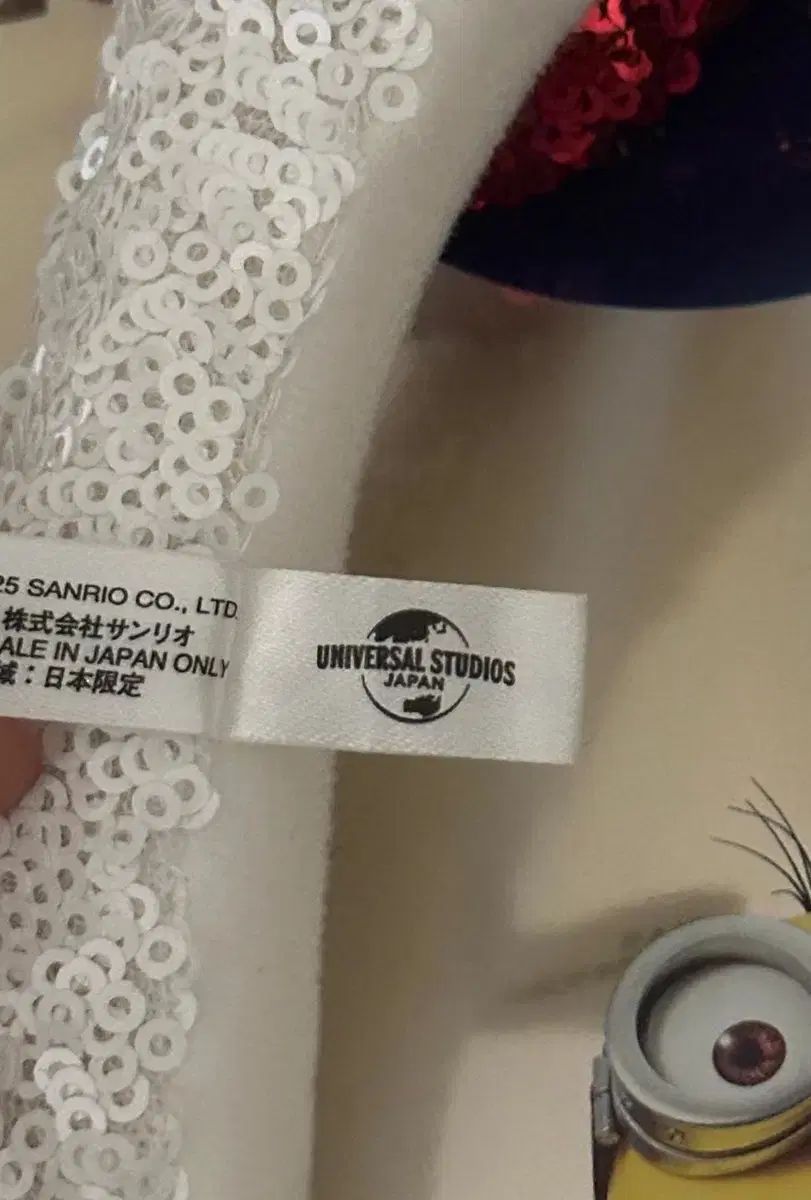 25 SANRIO CO., LTD.
株式会社サンリオ
ALE IN JAPAN ONLY
域：日本限定
UNIVERSAL STUDIOS
JAPAN